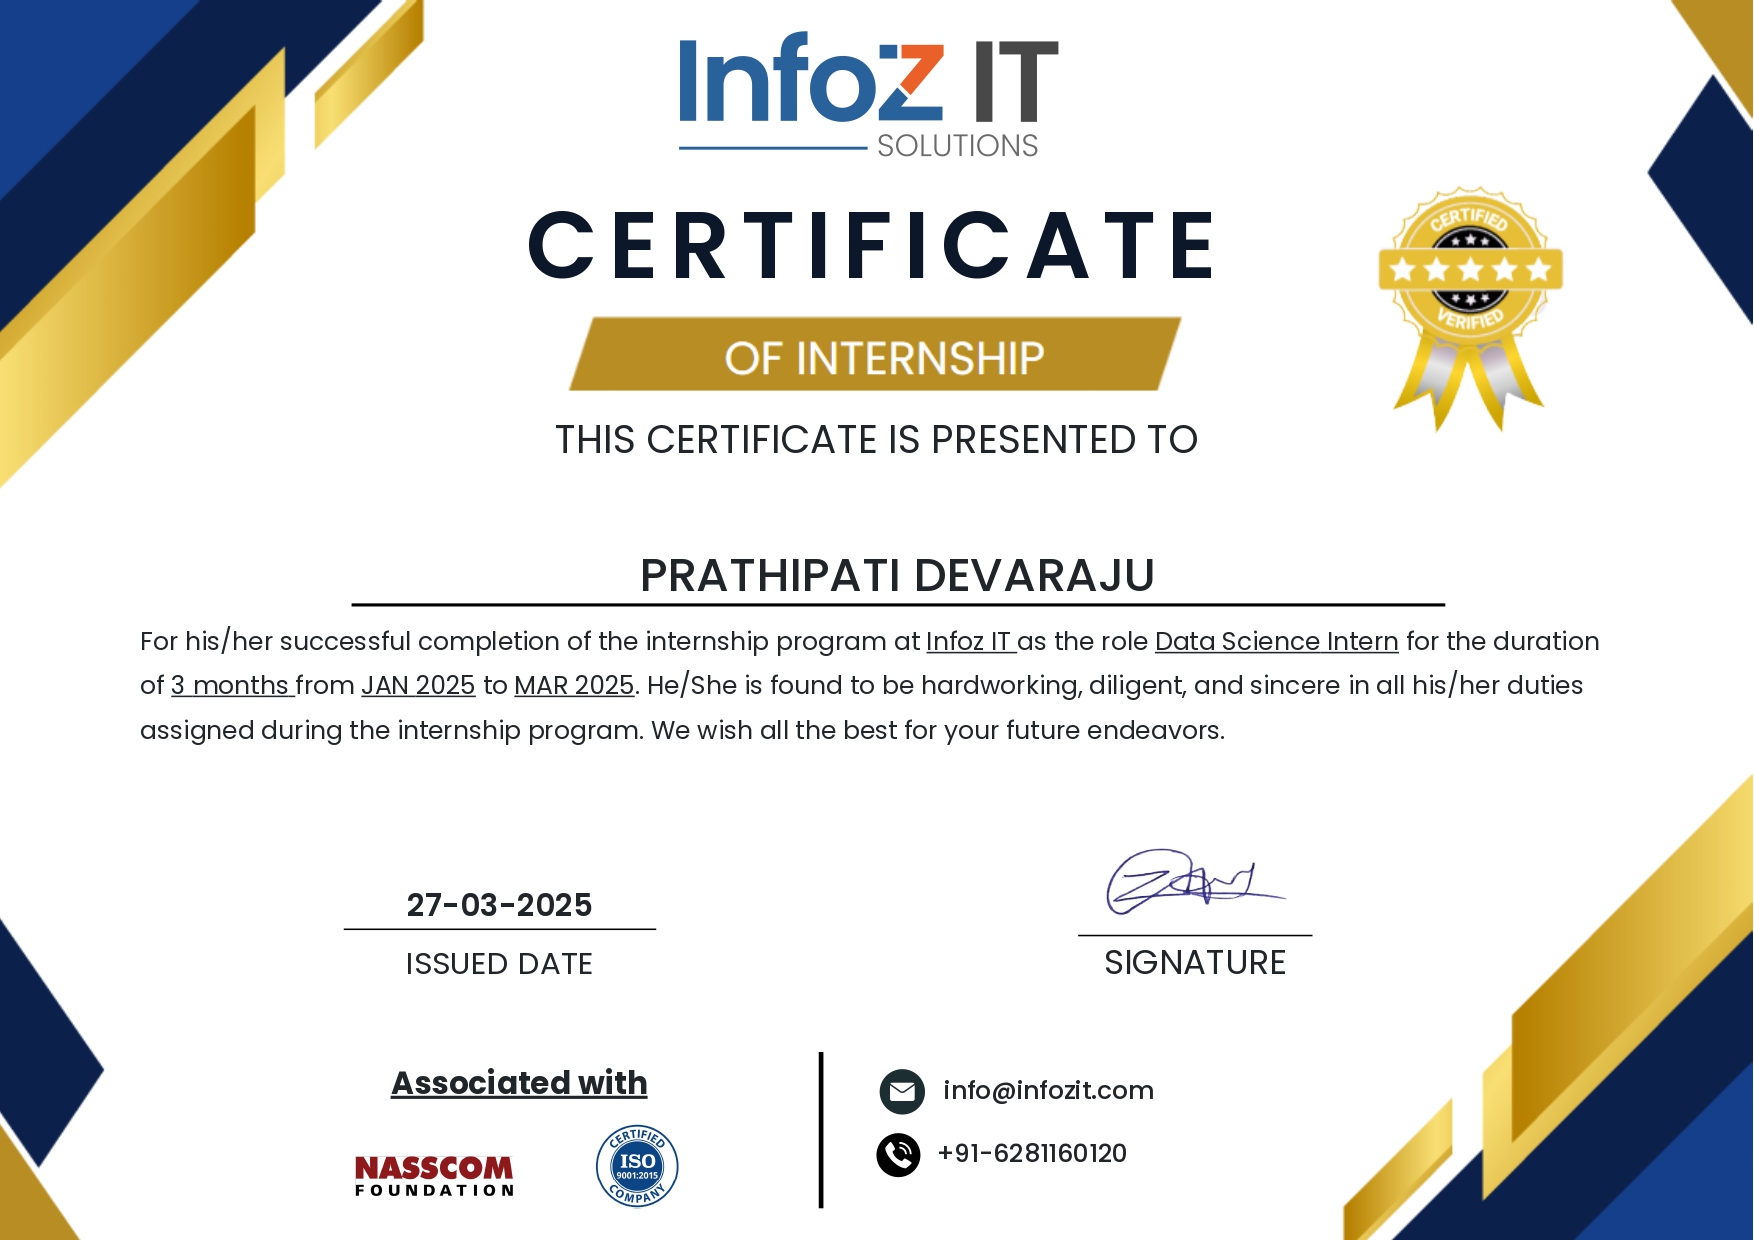 Infoz IT
SOLUTIONS
CERTIFICATE
OF INTERNSHIP
CERTIFIED
VERIFIED
THIS CERTIFICATE IS PRESENTED TO
PRATHIPATI DEVARAJU
For his/her successful completion of the internship program at Infoz IT as the role Data Science Intern for the duration
of 3 months from JAN 2025 to MAR 2025. He/She is found to be hardworking, diligent, and sincere in all his/her duties
assigned during the internship program. We wish all the best for your future endeavors.
27-03-2025
ISSUED DATE
SIGNATURE
Associated with
NASSCOM
FOUNDATION
CERTIFIED
ISO
9001:2015
COMPANY
info@infozit.com
+91-6281160120